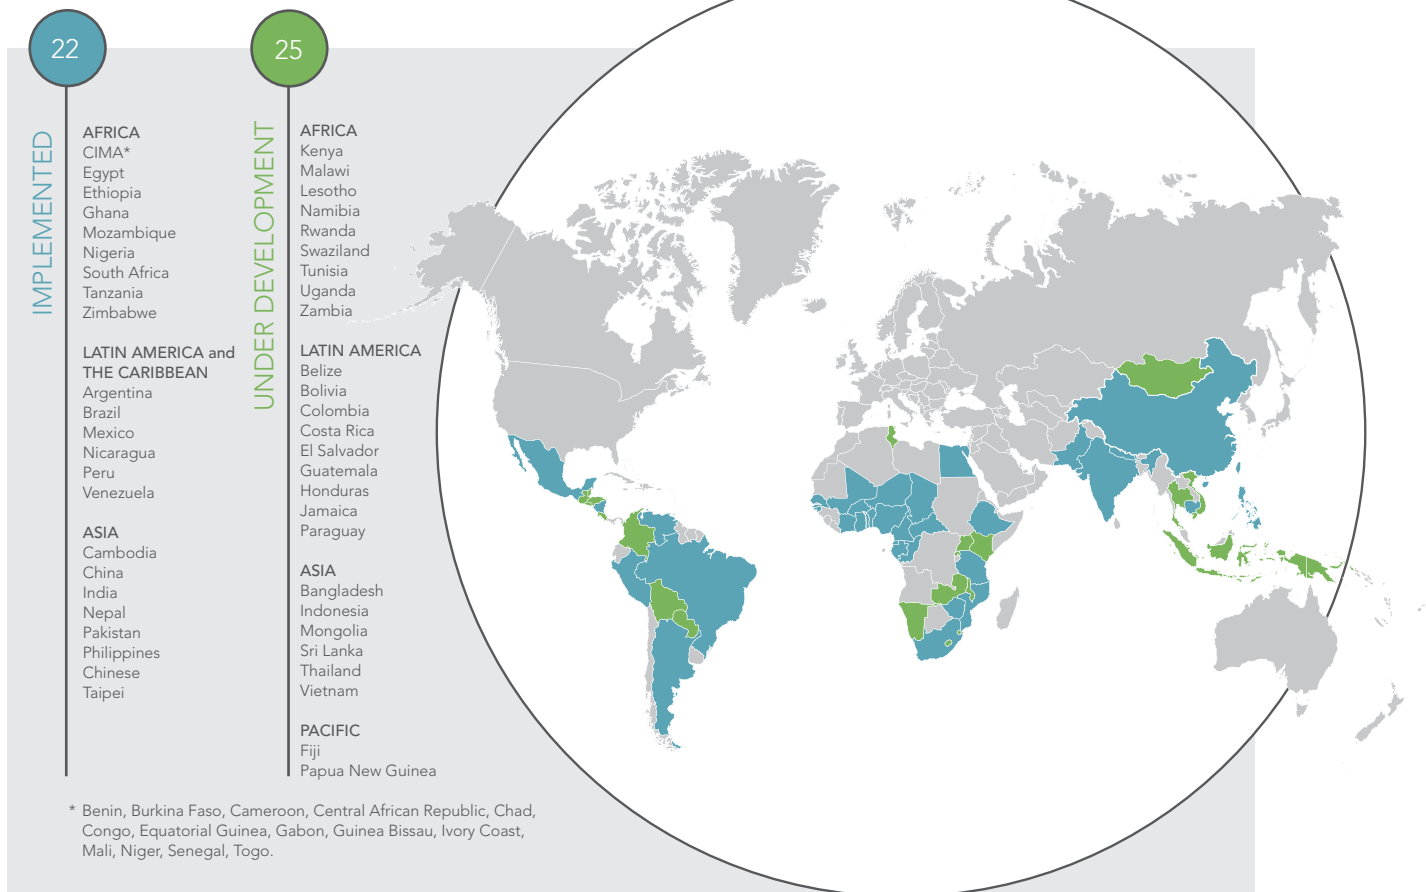 22
IMPLEMENTED
AFRICA
CIMA*
Egypt
Ethiopia
Ghana
Mozambique
Nigeria
South Africa
Tanzania
Zimbabwe
LATIN AMERICA and
THE CARIBBEAN
Argentina
Brazil
Mexico
Nicaragua
Peru
Venezuela
ASIA
Cambodia
China
India
Nepal
Pakistan
Philippines
Chinese
Taipei
25
UNDER DEVELOPMENT
AFRICA
Kenya
Malawi
Lesotho
Namibia
Rwanda
Swaziland
Tunisia
Uganda
Zambia
LATIN AMERICA
Belize
Bolivia
Colombia
Costa Rica
El Salvador
Guatemala
Honduras
Jamaica
Paraguay
ASIA
Bangladesh
Indonesia
Mongolia
Sri Lanka
Thailand
Vietnam
PACIFIC
Fiji
Papua New Guinea
* Benin, Burkina Faso, Cameroon, Central African Republic, Chad,
Congo, Equatorial Guinea, Gabon, Guinea Bissau, Ivory Coast,
Mali, Niger, Senegal, Togo.